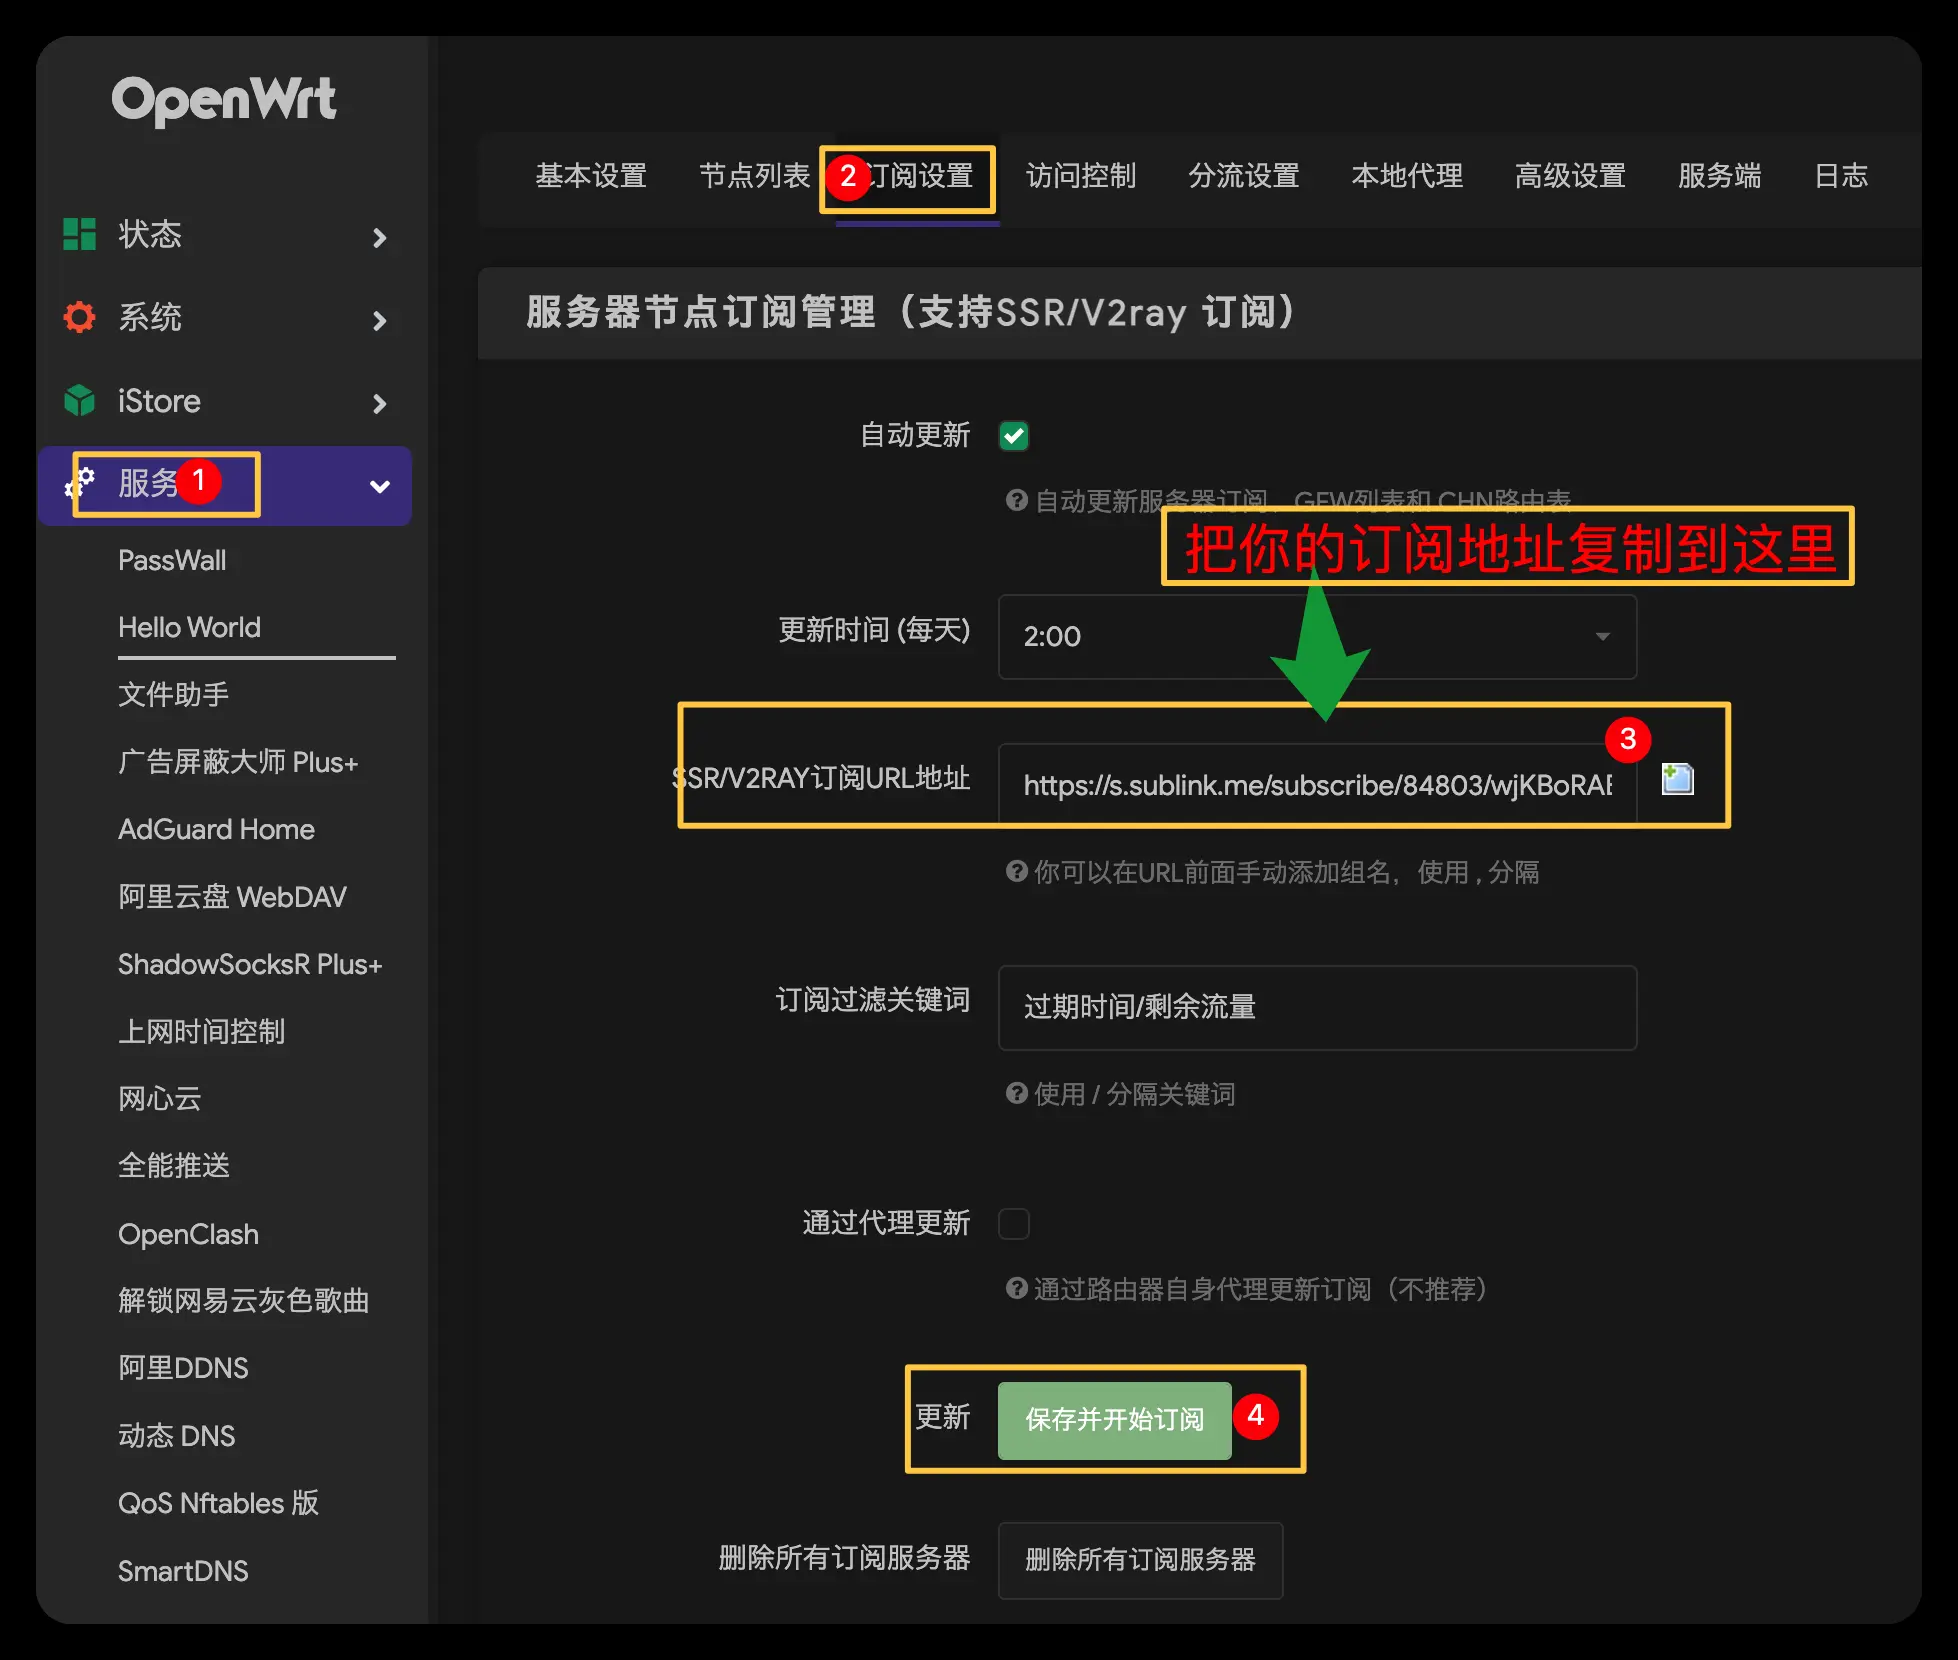 OpenWrt
状态
系统
iStore
服务 1
PassWall
Hello World
文件助手
广告屏蔽大师 Plus+
AdGuard Home
阿里云盘 WebDAV
ShadowSocksR Plus+
上网时间控制
网心云
全能推送
OpenClash
解锁网易云灰色歌曲
阿里DDNS
动态 DNS
QoS Nftables 版
SmartDNS
基本设置 节点列表 2 订阅设置 访问控制 分流设置 本地代理 高级设置 服务端 日志
服务器节点订阅管理（支持SSR/V2ray 订阅）
自动更新
自动更新服务器订阅、GFW列表和 CHN路由表
把你的订阅地址复制到这里
更新时间 (每天) 2:00
3
SSR/V2RAY订阅URL地址 https://s.sublink.me/subscribe/84803/wjKBoRAE
你可以在URL前面手动添加组名，使用 , 分隔
订阅过滤关键词 过期时间/剩余流量
使用 / 分隔关键词
通过代理更新
通过路由器自身代理更新订阅（不推荐）
更新 保存并开始订阅 4
删除所有订阅服务器 删除所有订阅服务器